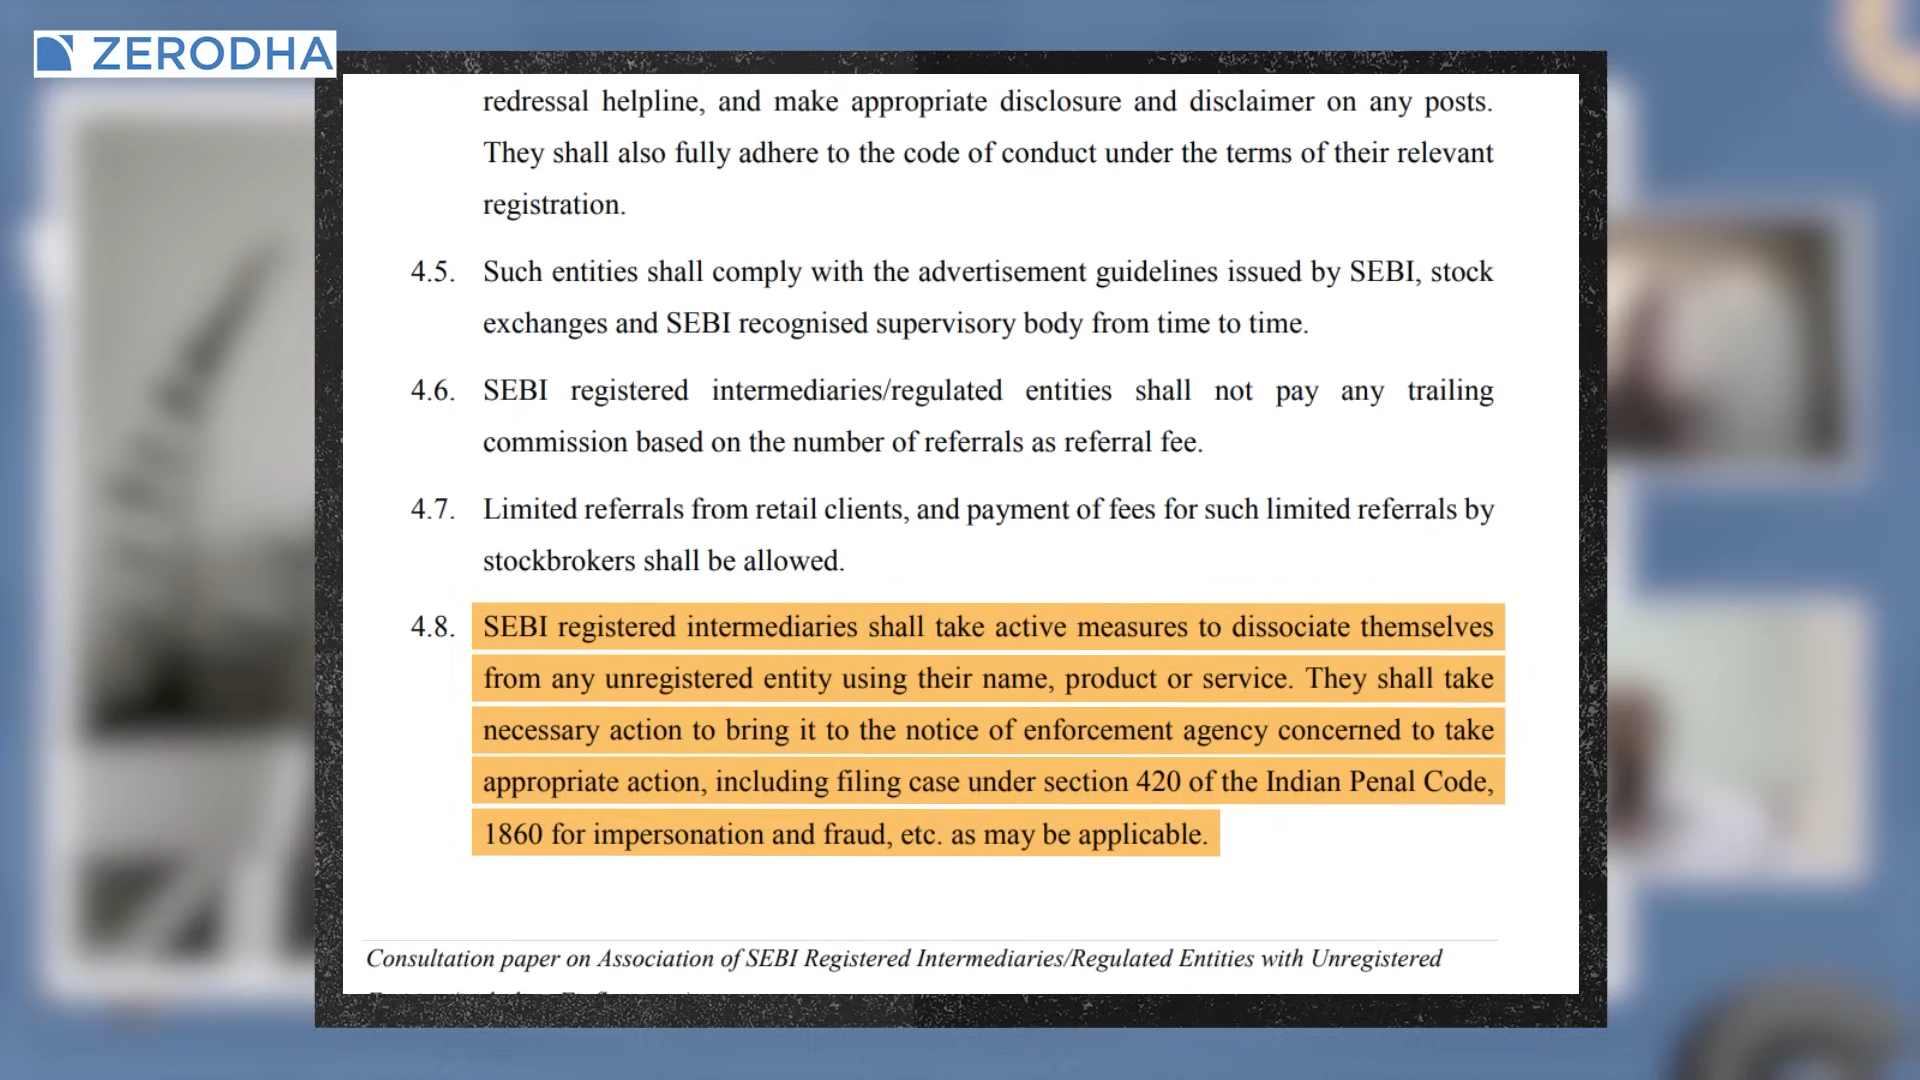 ZERODHA
redressal helpline, and make appropriate disclosure and disclaimer on any posts.
They shall also fully adhere to the code of conduct under the terms of their relevant
registration.
4.5. Such entities shall comply with the advertisement guidelines issued by SEBI, stock
exchanges and SEBI recognised supervisory body from time to time.
4.6. SEBI registered intermediaries/regulated entities shall not pay any trailing
commission based on the number of referrals as referral fee.
4.7. Limited referrals from retail clients, and payment of fees for such limited referrals by
stockbrokers shall be allowed.
4.8. SEBI registered intermediaries shall take active measures to dissociate themselves
from any unregistered entity using their name, product or service. They shall take
necessary action to bring it to the notice of enforcement agency concerned to take
appropriate action, including filing case under section 420 of the Indian Penal Code,
1860 for impersonation and fraud, etc. as may be applicable.
Consultation paper on Association of SEBI Registered Intermediaries/Regulated Entities with Unregistered